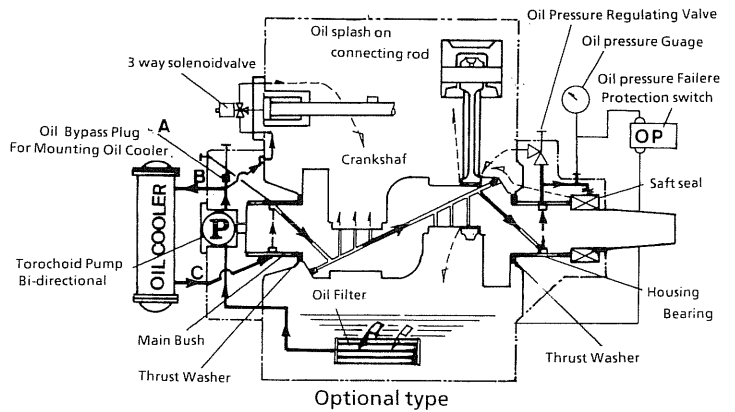 Oil splash on
connecting rod
Oil Pressure Regulating Valve
Oil pressure Guage
Oil pressure Failere
Protection switch
3 way solenoidvalve
OP
Oil Bypass Plug
For Mounting Oil Cooler
A
Crankshaf
B
Saft seal
OIL COOLER
P
Torochoid Pump
Bi-directional
C
Oil Filter
Housing
Bearing
Main Bush
Thrust Washer
Thrust Washer
Optional type